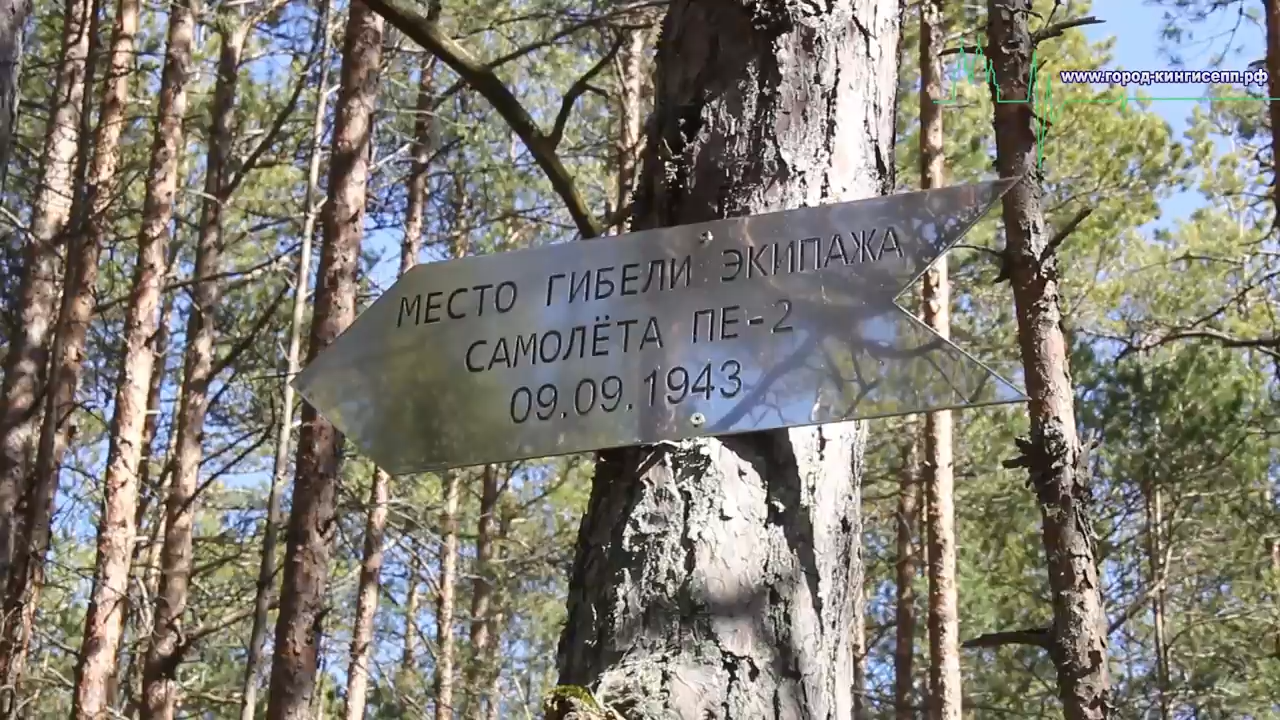 www.город-кингисепп.рф
МЕСТО ГИБЕЛИ ЭКИПАЖА
САМОЛЁТА ПЕ-2
09.09.1943